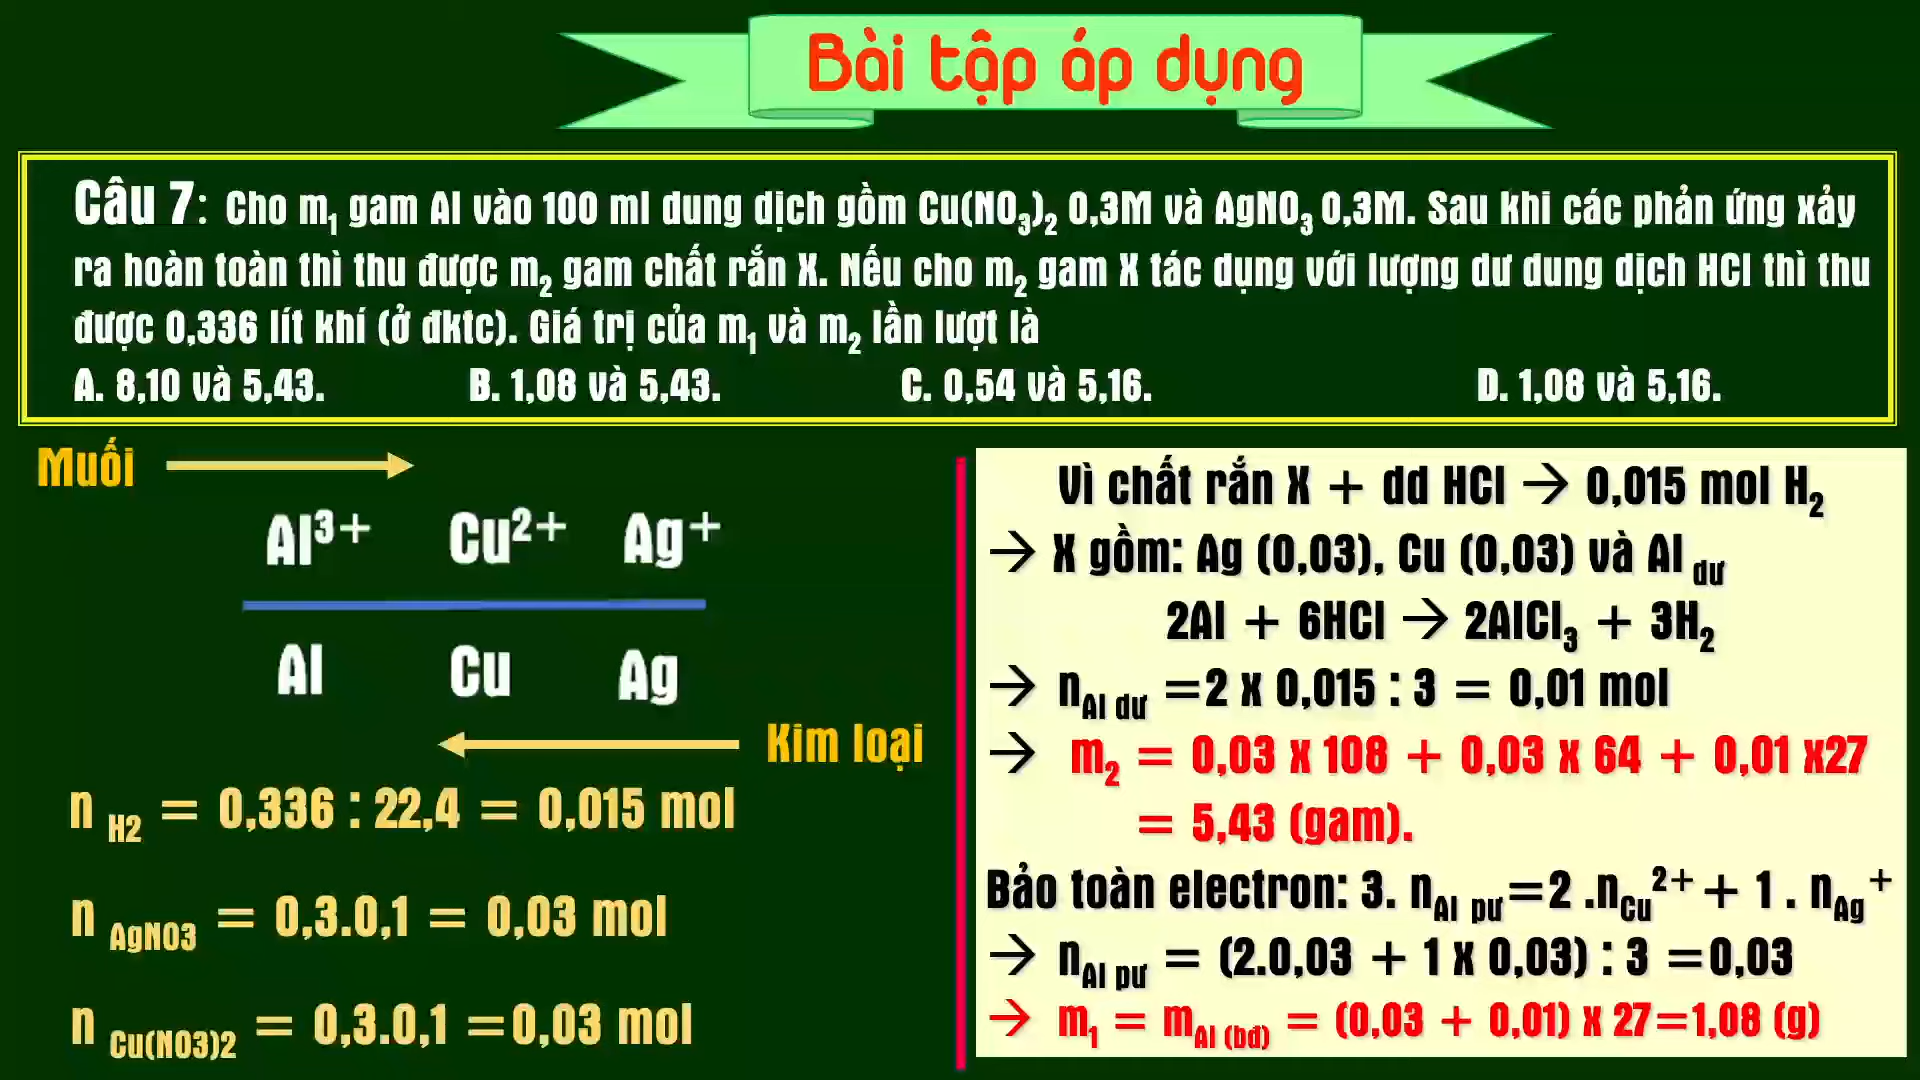 Bài tập áp dụng
Câu 7: Cho m₁ gam Al vào 100 ml dung dịch gồm Cu(NO₃)₂ 0,3M và AgNO₃ 0,3M. Sau khi các phản ứng xảy
ra hoàn toàn thì thu được m₂ gam chất rắn X. Nếu cho m₂ gam X tác dụng với lượng dư dung dịch HCl thì thu
được 0,336 lít khí (ở đktc). Giá trị của m₁ và m₂ lần lượt là
A. 8,10 và 5,43. B. 1,08 và 5,43. C. 0,54 và 5,16. D. 1,08 và 5,16.
Muối
Al³⁺ Cu²⁺ Ag⁺
Al Cu Ag
Kim loại
n H2 = 0,336 : 22,4 = 0,015 mol
n AgNO3 = 0,3.0,1 = 0,03 mol
n Cu(NO3)2 = 0,3.0,1 =0,03 mol
Vì chất rắn X + dd HCl → 0,015 mol H₂
→ X gồm: Ag (0,03), Cu (0,03) và Al dư
2Al + 6HCl → 2AlCl₃ + 3H₂
→ nAl dư =2 x 0,015 : 3 = 0,01 mol
→ m₂ = 0,03 x 108 + 0,03 x 64 + 0,01 x27
= 5,43 (gam).
Bảo toàn electron: 3. nAl pư=2 .nCu²⁺+ 1 . nAg⁺
→ nAl pư = (2.0,03 + 1 x 0,03) : 3 =0,03
→ m₁ = mAl (bđ) = (0,03 + 0,01) x 27=1,08 (g)